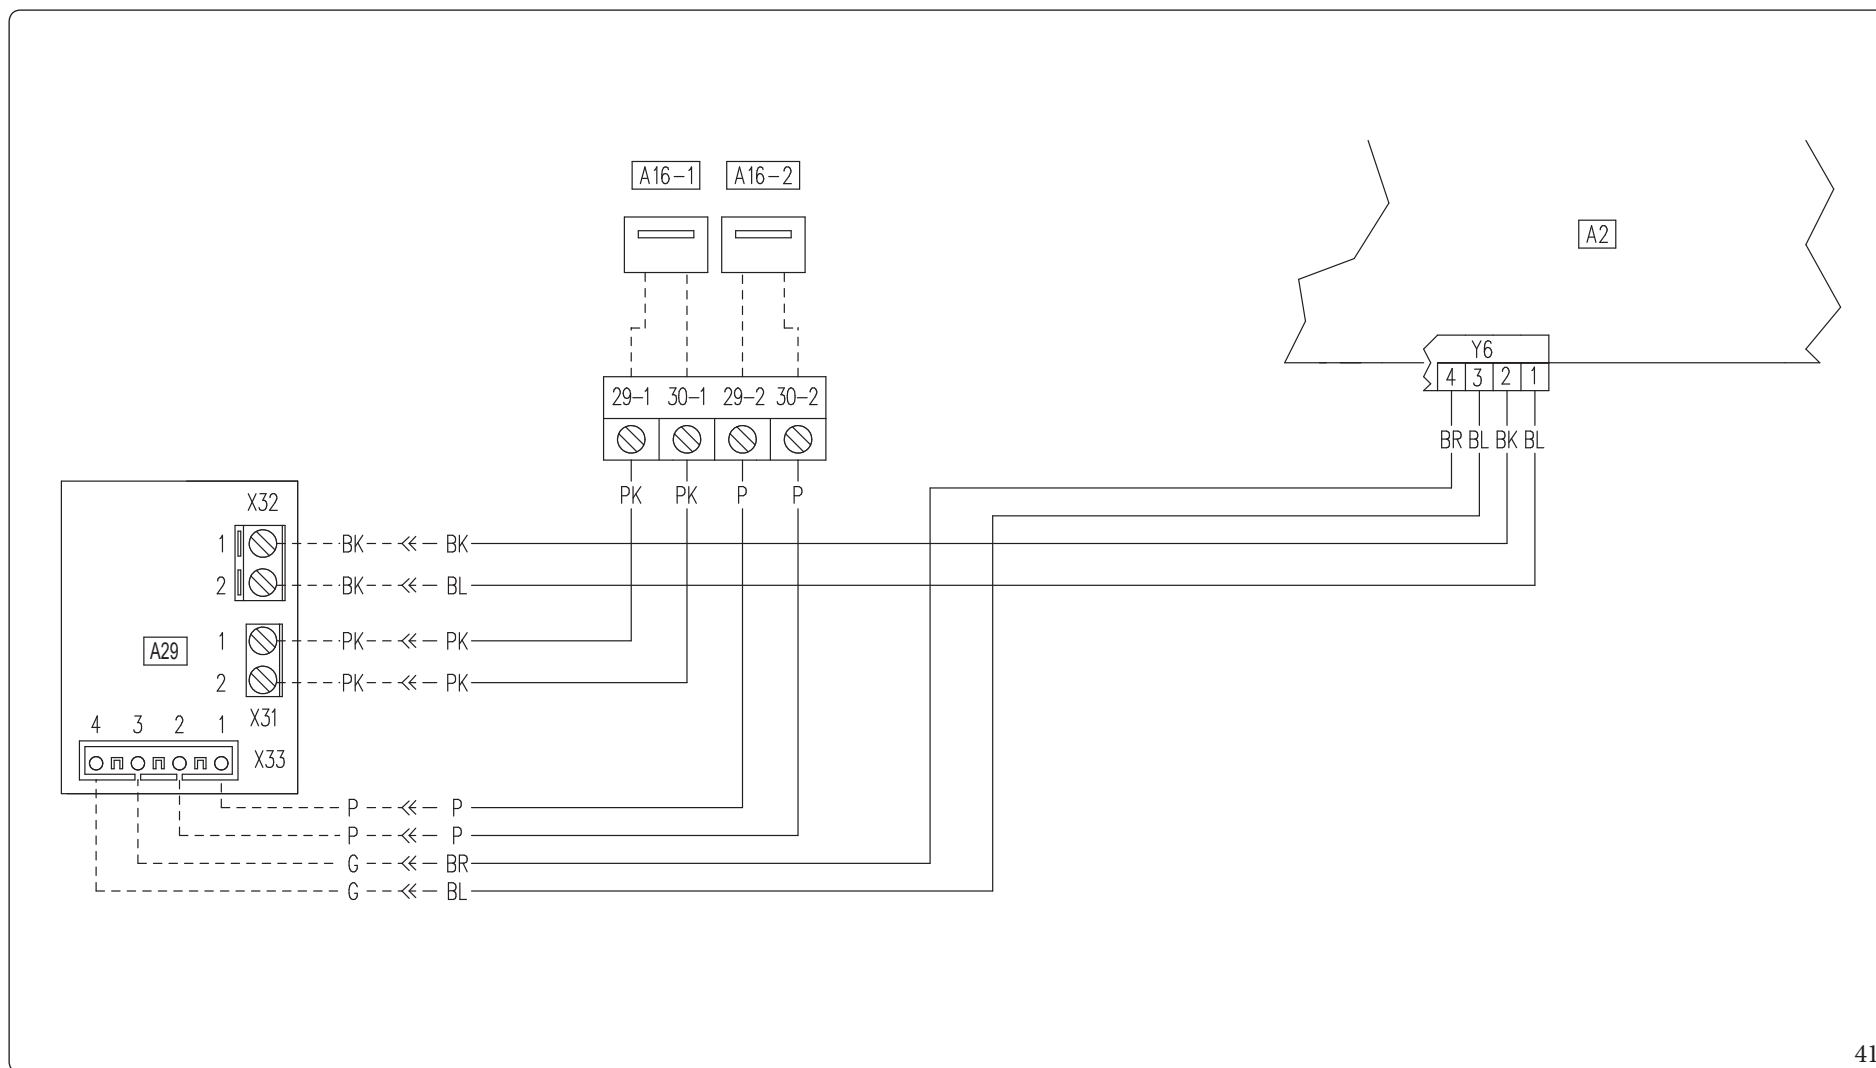 A16-1 A16-2
A2
Y6
4 3 2 1
29-1 30-1 29-2 30-2
BR BL BK BL
PK PK P P
X32
1 BK BK
2 BK BL
1 PK PK
A29
2 PK PK
X31
4 3 2 1
X33
P P
P P
G BR
G BL
41